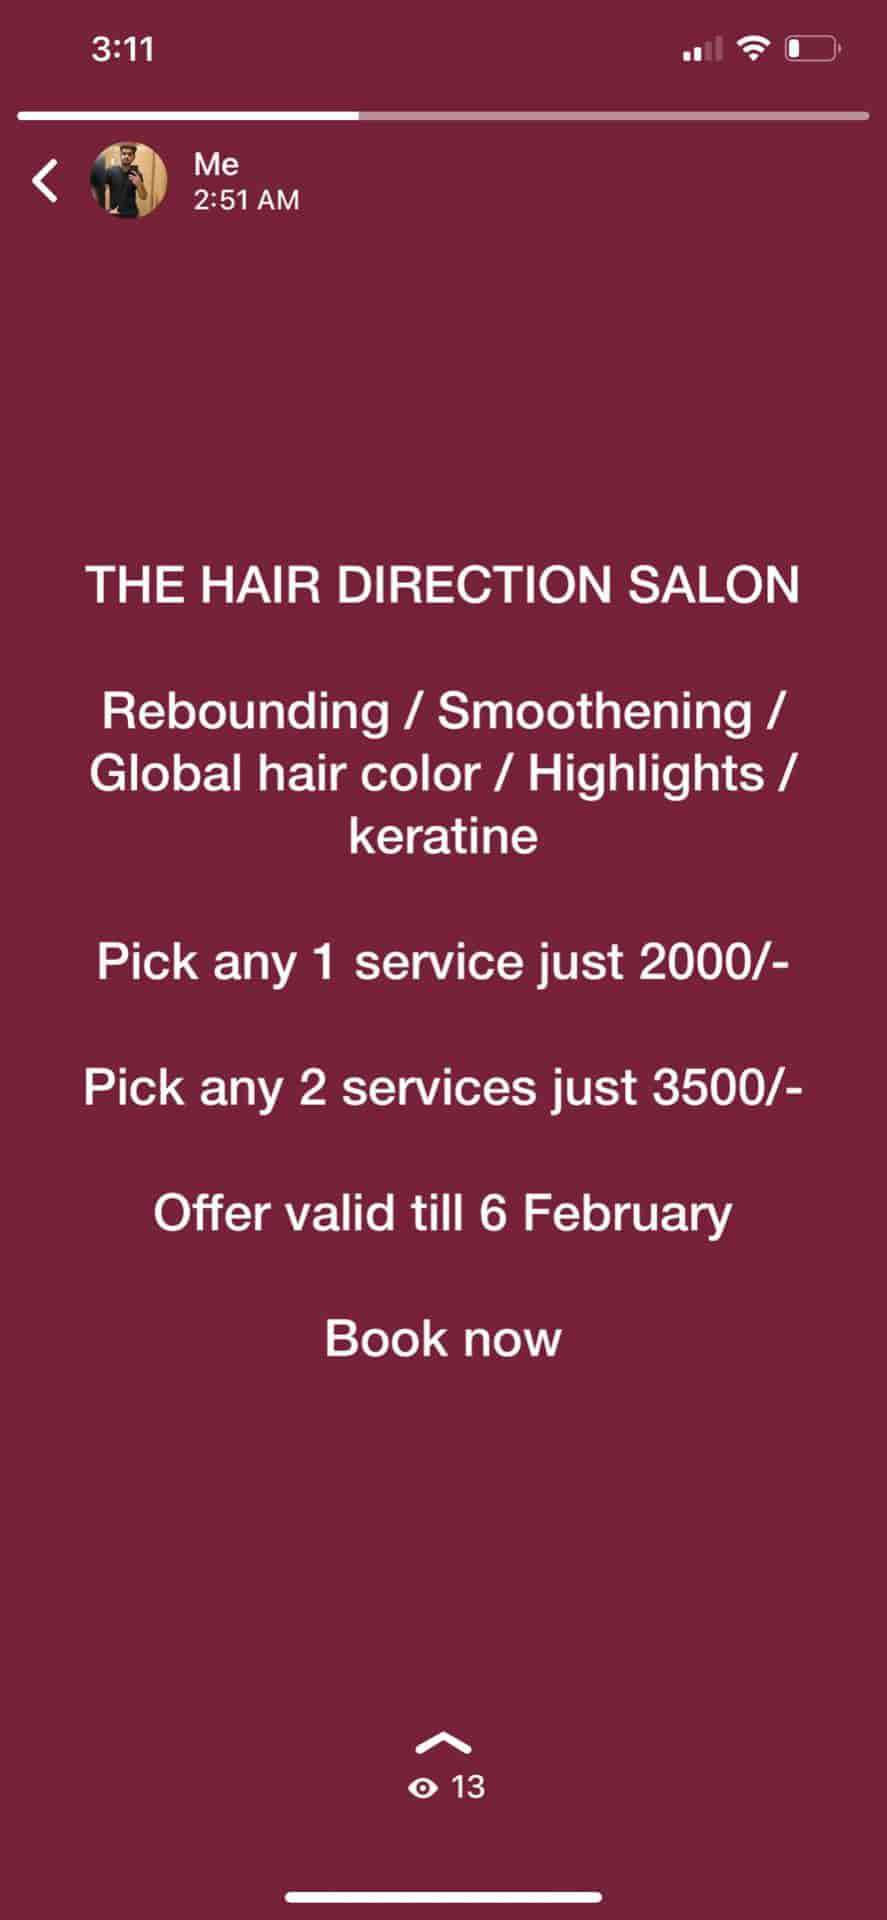 3:11
Me
2:51 AM
THE HAIR DIRECTION SALON
Rebounding / Smoothening /
Global hair color / Highlights /
keratine
Pick any 1 service just 2000/-
Pick any 2 services just 3500/-
Offer valid till 6 February
Book now
13